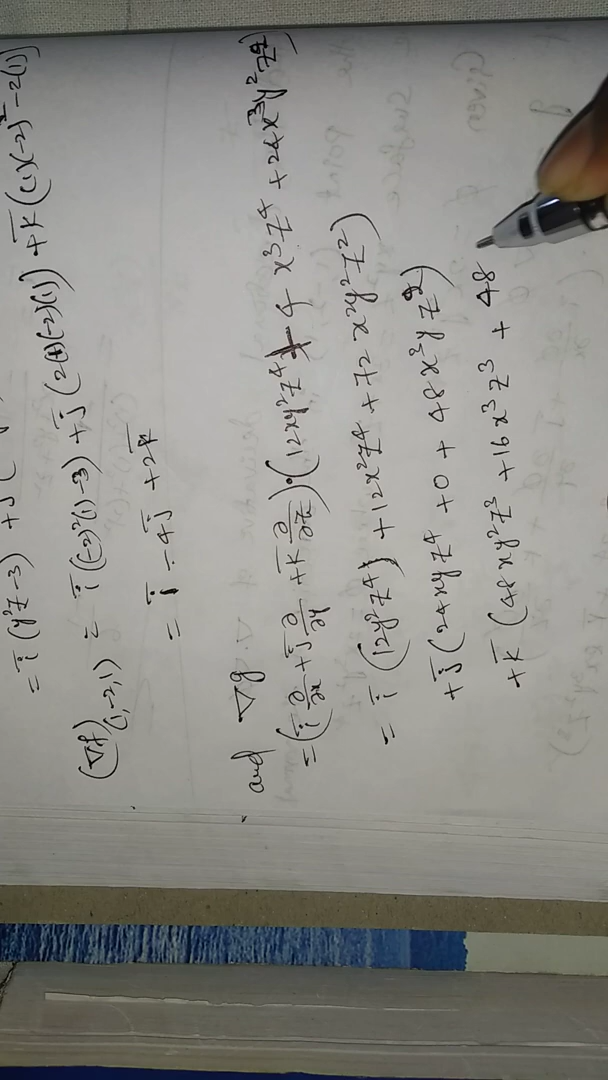 = i̅ (y²z-3) + j̅ (
(∇f)(1,-2,1) = i̅ ((-2)²(1)-3) + j̅ (2(1)(-2)(1)) + k̅ ((1)(-2)²-2(1)
= i̅ - 4j̅ + 2k̅
and ∇g
= (i̅ ∂/∂x + j̅ ∂/∂y + k̅ ∂/∂z)·(12xy²z⁴ + 4x³z⁴ + 24x³y²z²)
= i̅ (12y²z⁴ + 12x²z⁴ + 72x²y²z²)
+ j̅ (24xyz⁴ + 0 + 48x³yz²)
+ k̅ (48xy²z³ + 16x³z³ + 48